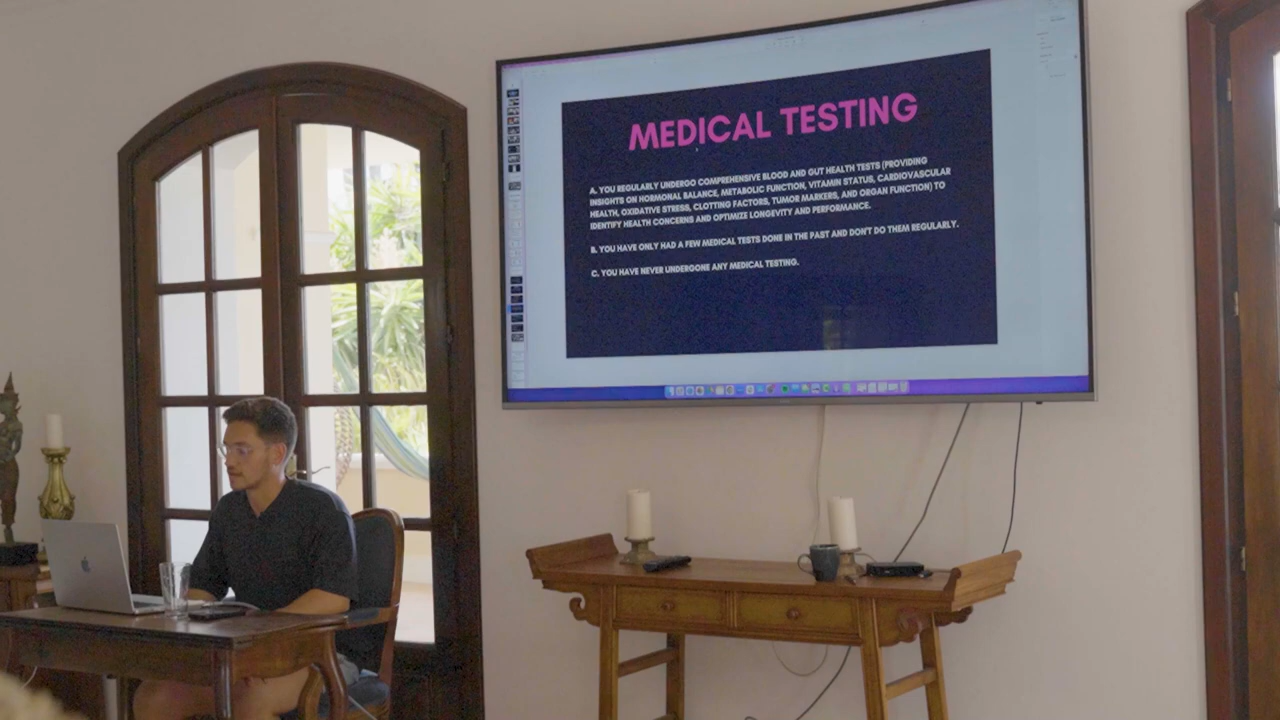 MEDICAL TESTING
A. YOU REGULARLY UNDERGO COMPREHENSIVE BLOOD AND GUT HEALTH TESTS (PROVIDING
INSIGHTS ON HORMONAL BALANCE, METABOLIC FUNCTION, VITAMIN STATUS, CARDIOVASCULAR
HEALTH, OXIDATIVE STRESS, CLOTTING FACTORS, TUMOR MARKERS, AND ORGAN FUNCTION) TO
IDENTIFY HEALTH CONCERNS AND OPTIMIZE LONGEVITY AND PERFORMANCE.
B. YOU HAVE ONLY HAD A FEW MEDICAL TESTS DONE IN THE PAST AND DON'T DO THEM REGULARLY.
C. YOU HAVE NEVER UNDERGONE ANY MEDICAL TESTING.